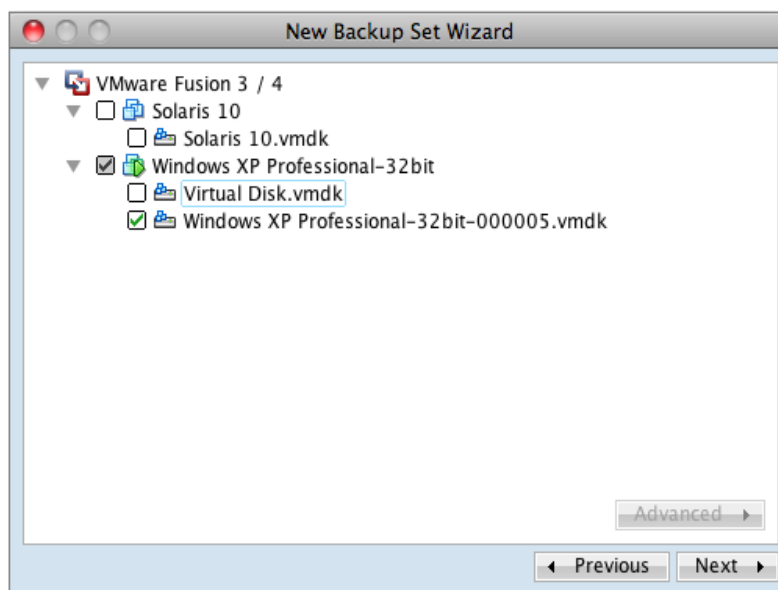 New Backup Set Wizard
VMware Fusion 3 / 4
Solaris 10
Solaris 10.vmdk
Windows XP Professional-32bit
Virtual Disk.vmdk
Windows XP Professional-32bit-000005.vmdk
Advanced
Previous Next